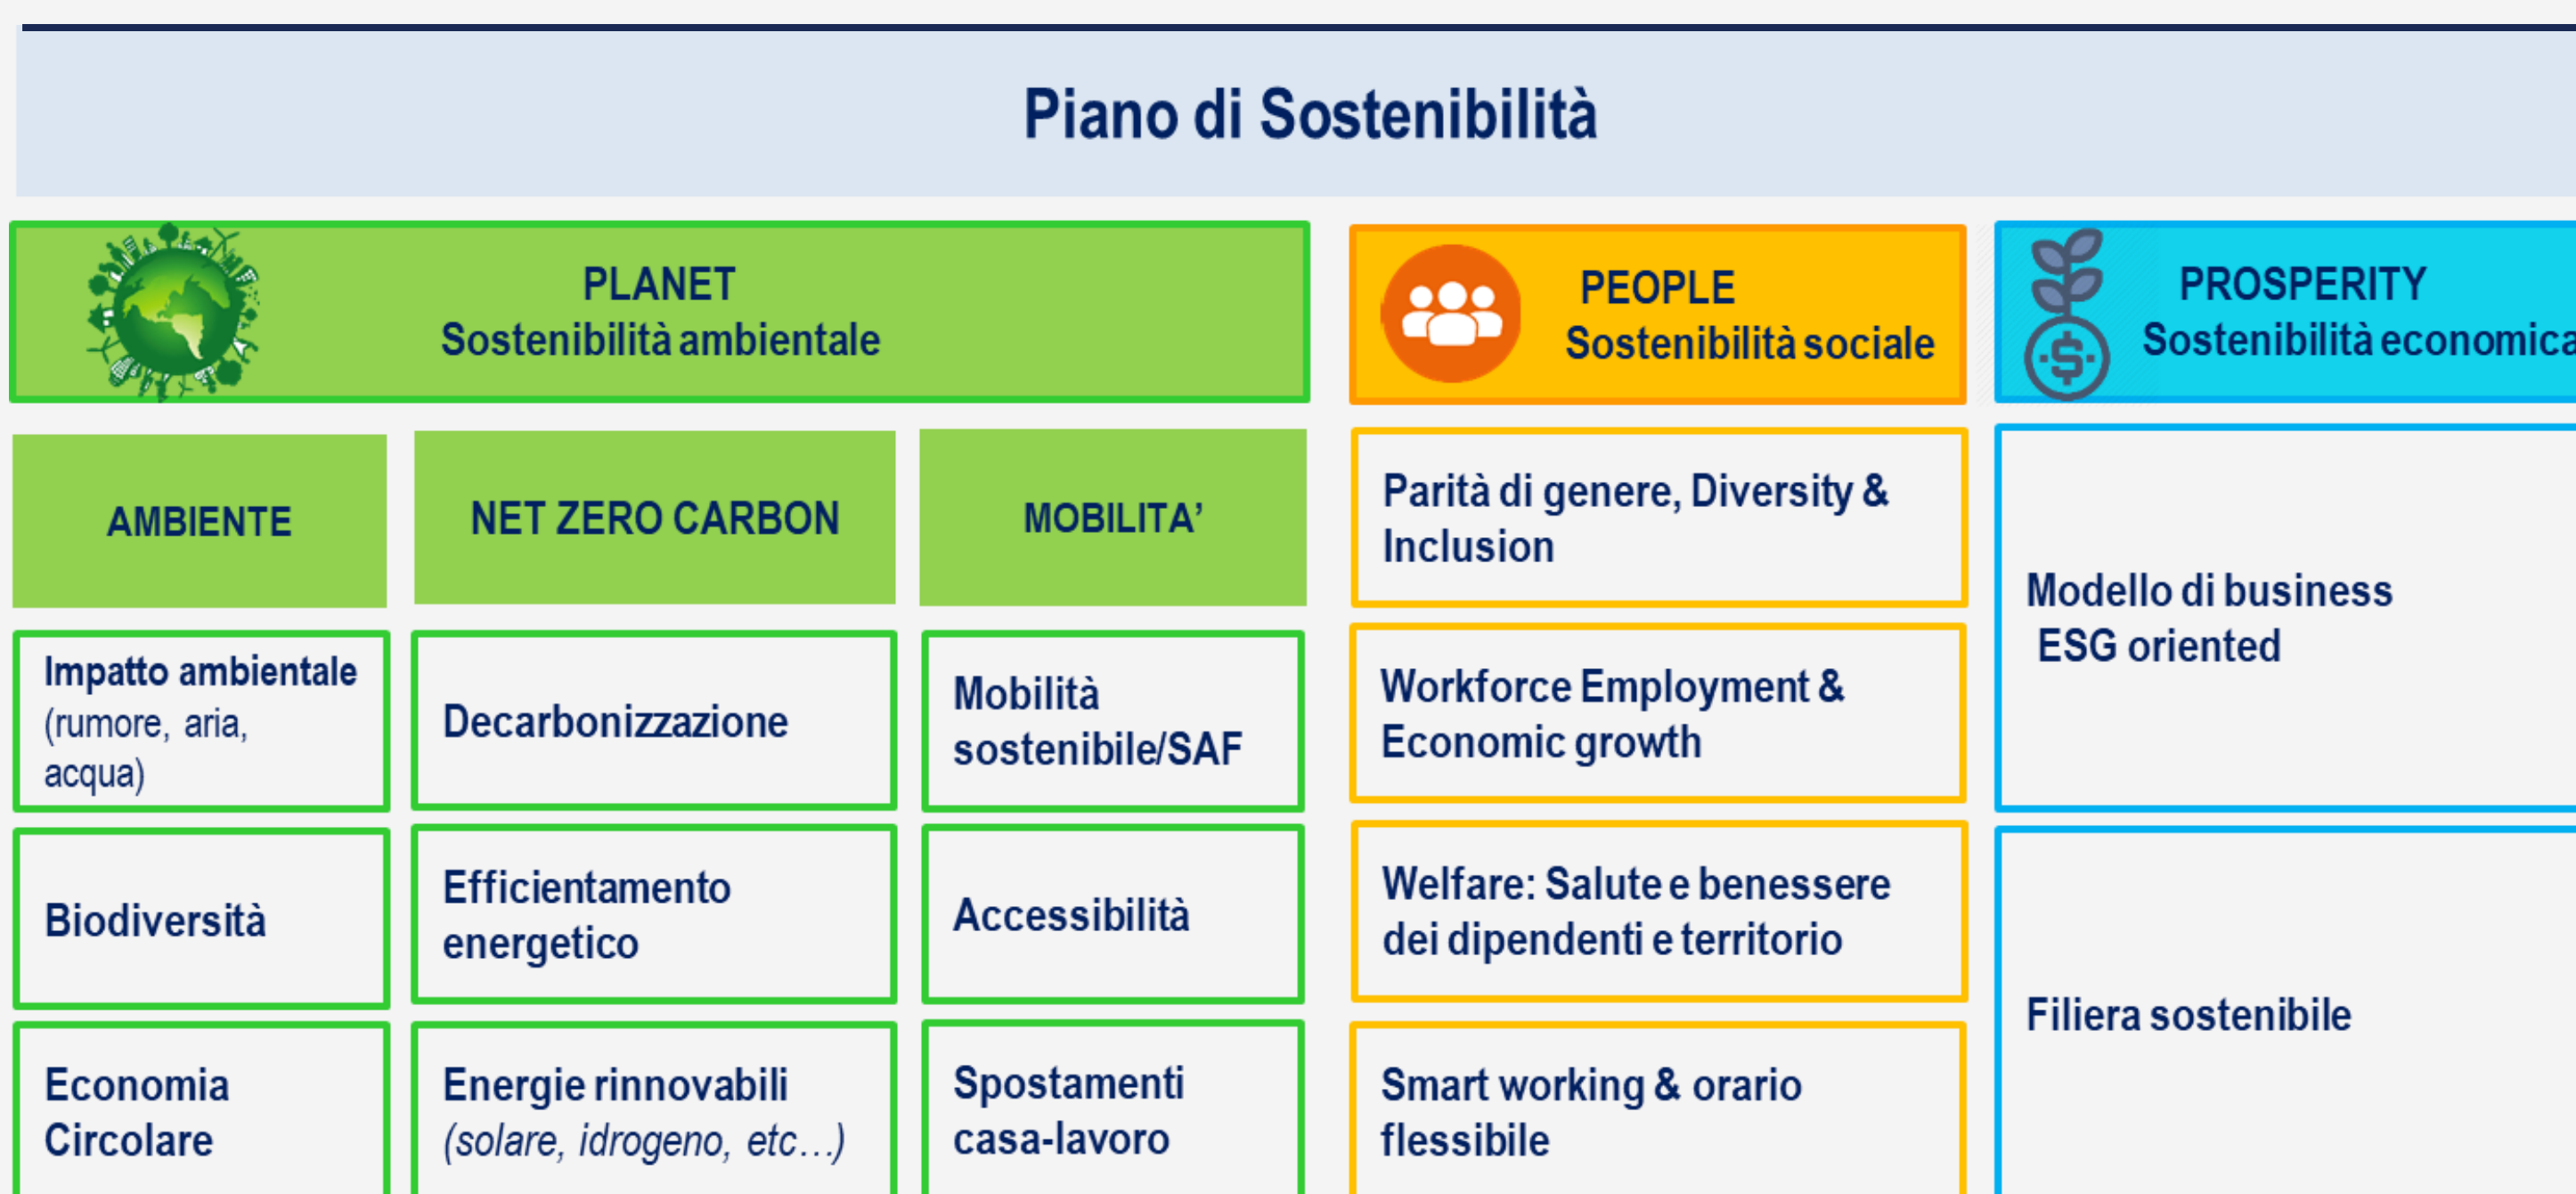 Piano di Sostenibilità
PLANET
Sostenibilità ambientale
PEOPLE
Sostenibilità sociale
PROSPERITY
Sostenibilità economica
AMBIENTE
NET ZERO CARBON
MOBILITA’
Impatto ambientale
(rumore, aria,
acqua)
Biodiversità
Economia
Circolare
Decarbonizzazione
Efficientamento
energetico
Energie rinnovabili
(solare, idrogeno, etc…)
Mobilità
sostenibile/SAF
Accessibilità
Spostamenti
casa-lavoro
Parità di genere, Diversity &
Inclusion
Workforce Employment &
Economic growth
Welfare: Salute e benessere
dei dipendenti e territorio
Smart working & orario
flessibile
Modello di business
ESG oriented
Filiera sostenibile